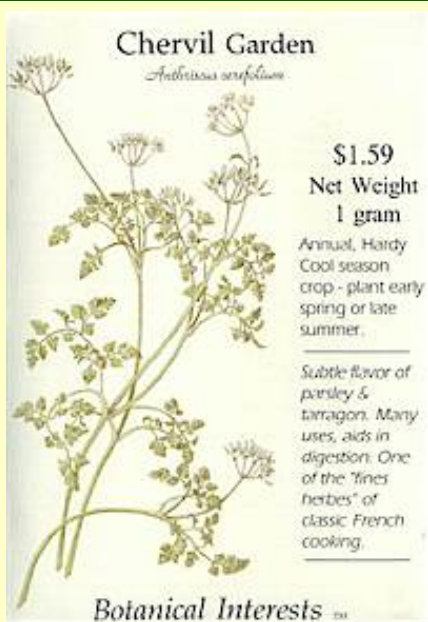 Chervil Garden
Anthriscus cerefolium
$1.59
Net Weight
1 gram
Annual, Hardy
Cool season
crop - plant early
spring or late
summer.
Subtle flavor of
parsley &
tarragon. Many
uses, aids in
digestion. One
of the "fines
herbes" of
classic French
cooking.
Botanical Interests TM